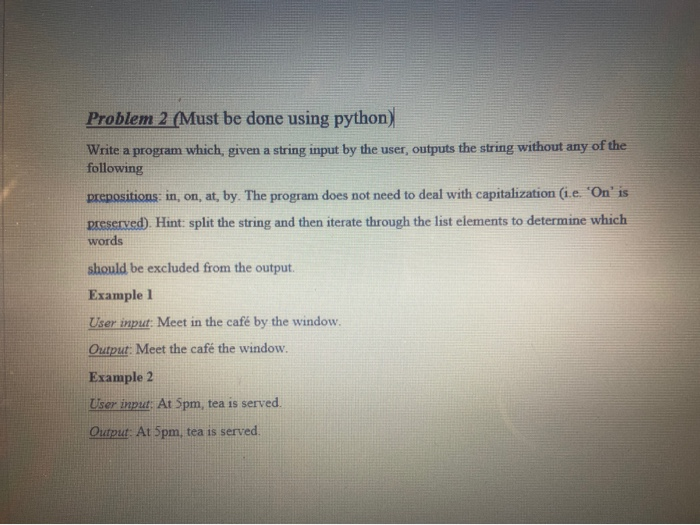 Problem 2 (Must be done using python)
Write a program which, given a string input by the user, outputs the string without any of the
following
prepositions: in, on, at, by. The program does not need to deal with capitalization (i.e. 'On' is
preserved). Hint: split the string and then iterate through the list elements to determine which
words
should be excluded from the output.
Example 1
User input: Meet in the café by the window.
Output: Meet the café the window.
Example 2
User input: At 5pm, tea is served.
Output: At 5pm, tea is served.